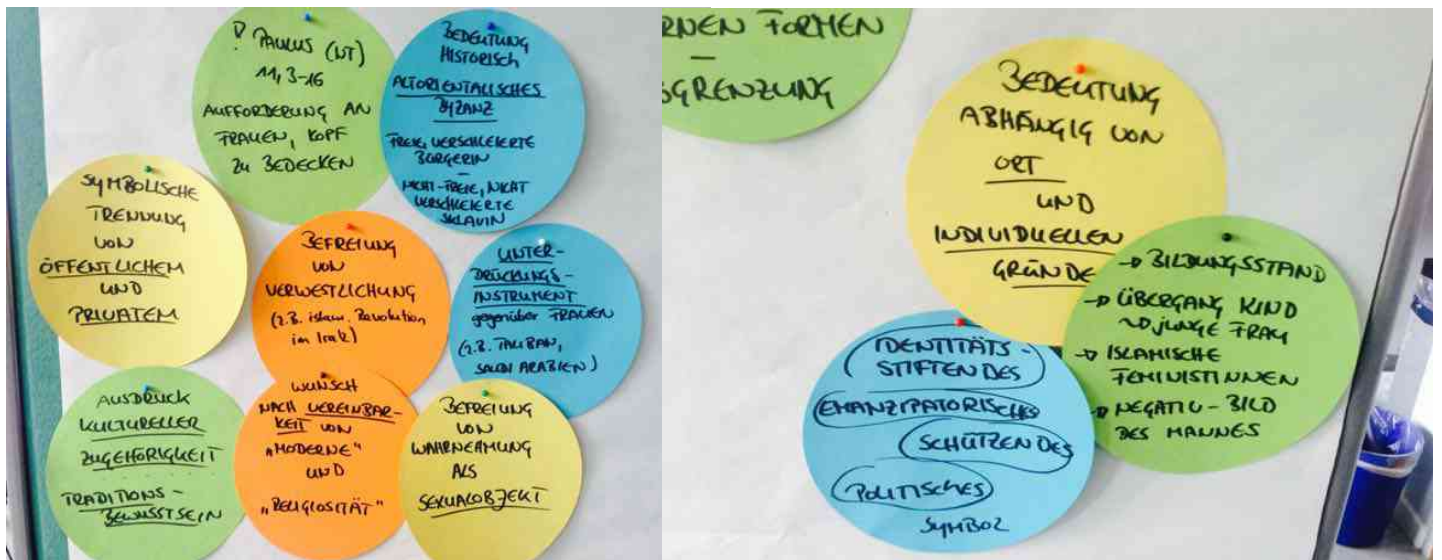 ? PAULUS (NT)
11, 3-16
AUFFORDERUNG AN
FRAUEN, KOPF
ZU BEDECKEN
BEDEUTUNG
HISTORISCH
ALTORIENTALISCHES
BYZANZ
FREIE, VERSCHLEIERTE
BÜRGERIN
–
NICHT-FREIE, NICHT
VERSCHLEIERTE
SKLAVIN
SYMBOLISCHE
TRENNUNG
VON
ÖFFENTLICHEM
UND
PRIVATEM
BEFREIUNG
VON
VERWESTLICHUNG
(z.B. islam. Revolution
im Irak)
UNTER-
DRÜCKUNGS-
INSTRUMENT
gegenüber FRAUEN
(z.B. TALIBAN,
SAUDI ARABIEN)
AUSDRUCK
KULTURELLER
ZUGEHÖRIGKEIT
TRADITIONS-
BEWUSSTSEIN
WUNSCH
NACH VEREINBAR-
KEIT VON
„MODERNE"
UND
„RELIGIOSITÄT"
BEFREIUNG
VON
WAHRNEHMUNG
ALS
SEXUALOBJEKT
RNEN FORMEN
–
GRENZUNG
BEDEUTUNG
ABHÄNGIG VON
ORT
UND
INDIVIDUELLEN
GRÜNDE
→ BILDUNGSSTAND
→ ÜBERGANG KIND
→ JUNGE FRAU
→ ISLAMISCHE
FEMINISTINNEN
→ NEGATIV-BILD
DES MANNES
IDENTITÄTS-
STIFTENDES
EMANZIPATORISCHES
SCHÜTZENDES
POLITISCHES
SYMBOL